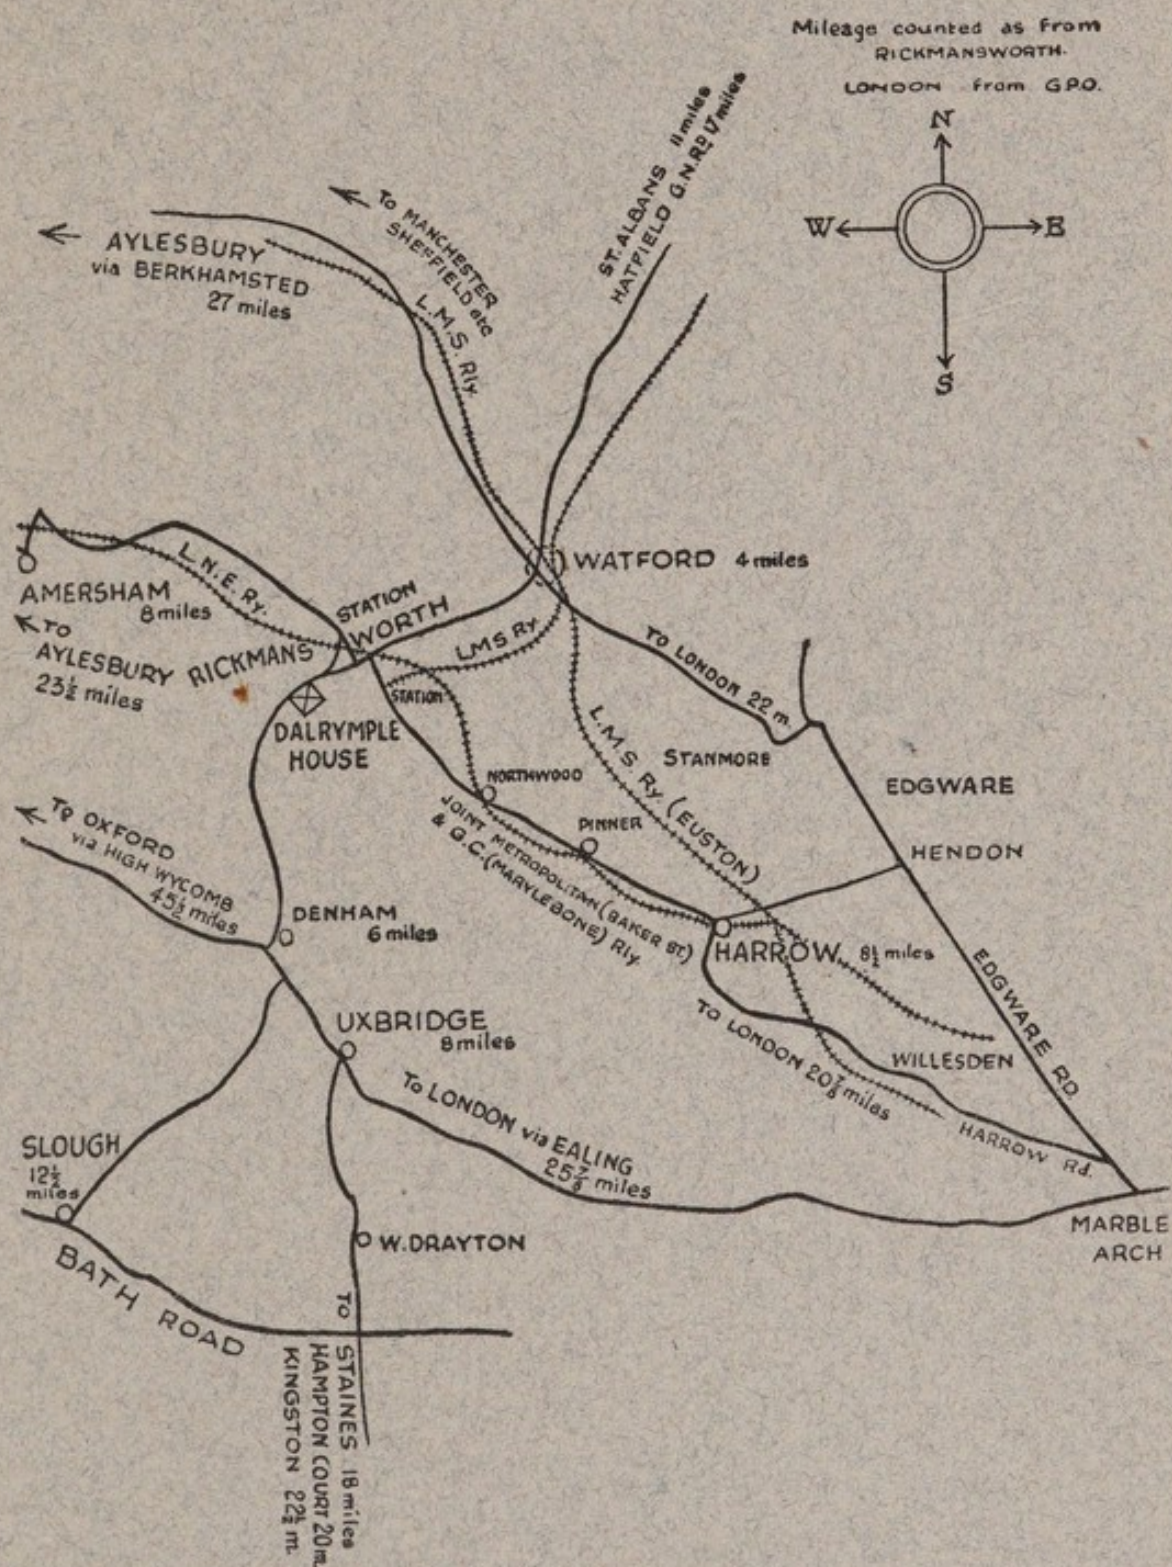 Mileage counted as from
RICKMANSWORTH.
LONDON from G.P.O.
N
W
E
S
ST. ALBANS 11 miles
HATFIELD G.N.RD. 17 miles
To MANCHESTER
SHEFFIELD etc
AYLESBURY
via BERKHAMSTED
27 miles
L.M.S. Rly.
WATFORD 4 miles
L.N.E. Ry.
AMERSHAM
8 miles
STATION
RICKMANSWORTH
LMS Ry.
TO
AYLESBURY
23½ miles
STATION
TO LONDON 22 m.
DALRYMPLE
HOUSE
L.M.S. Ry. (EUSTON)
STANMORE
EDGWARE
NORTHWOOD
PINNER
HENDON
JOINT METROPOLITAN (BAKER ST.)
& G.C. (MARYLEBONE) Rly.
To OXFORD
via HIGH WYCOMB
45½ miles
DENHAM
6 miles
HARROW 8½ miles
EDGWARE RD.
UXBRIDGE
8 miles
TO LONDON 20⅞ miles
WILLESDEN
To LONDON via EALING
25⅞ miles
HARROW Rd.
SLOUGH
12½
miles
MARBLE
ARCH
W. DRAYTON
BATH ROAD
TO
STAINES 18 miles
HAMPTON COURT 20 m.
KINGSTON 22½ m.